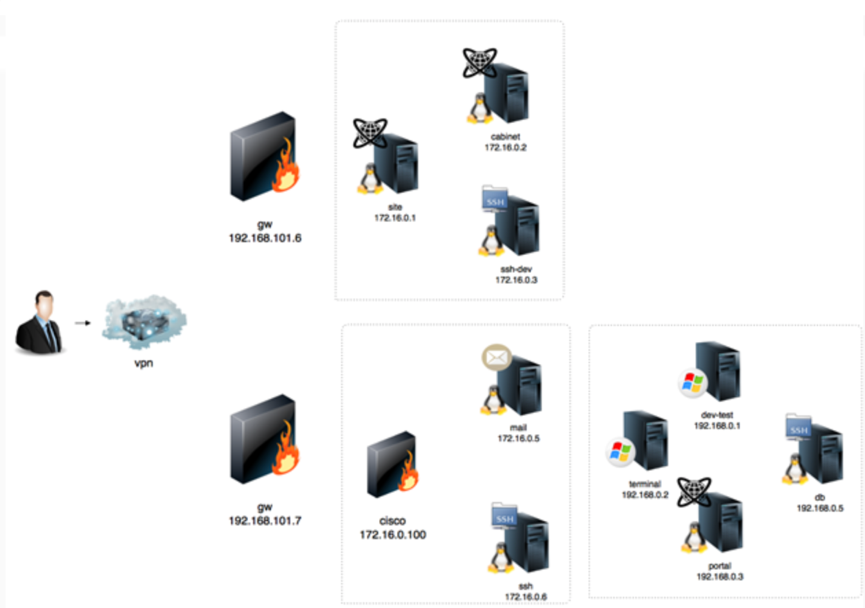 cabinet
172.16.0.2
site
172.16.0.1
SSH
ssh-dev
172.16.0.3
gw
192.168.101.6
vpn
mail
172.16.0.5
cisco
172.16.0.100
SSH
ssh
172.16.0.6
gw
192.168.101.7
dev-test
192.168.0.1
terminal
192.168.0.2
SSH
db
192.168.0.5
portal
192.168.0.3